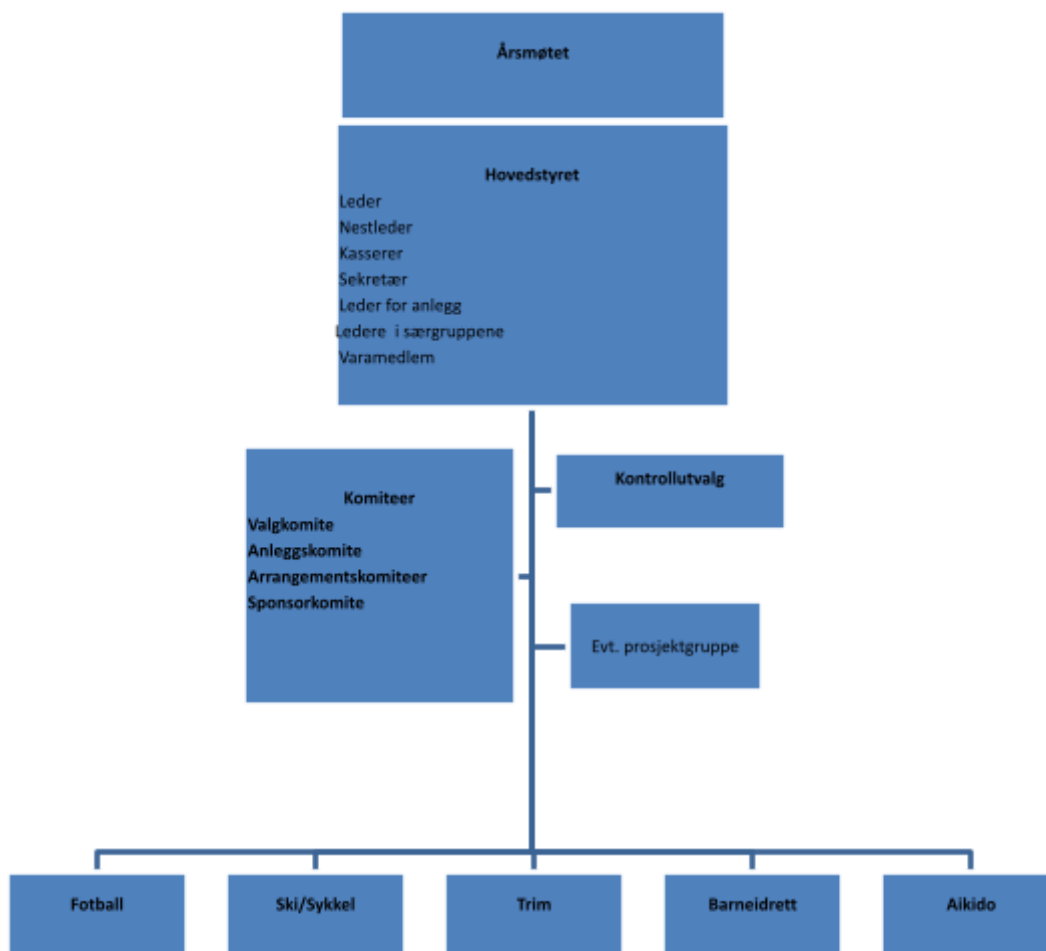 Årsmøtet
Hovedstyret
Leder
Nestleder
Kasserer
Sekretær
Leder for anlegg
Ledere i særgruppene
Varamedlem
Komiteer
Valgkomite
Anleggskomite
Arrangementskomiteer
Sponsorkomite
Kontrollutvalg
Evt. prosjektgruppe
Fotball
Ski/Sykkel
Trim
Barneidrett
Aikido